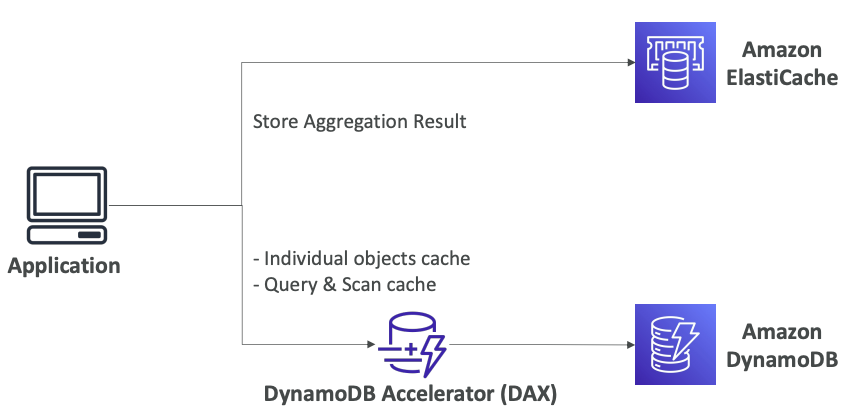 Amazon
ElastiCache
Store Aggregation Result
Application
- Individual objects cache
- Query & Scan cache
Amazon
DynamoDB
DynamoDB Accelerator (DAX)